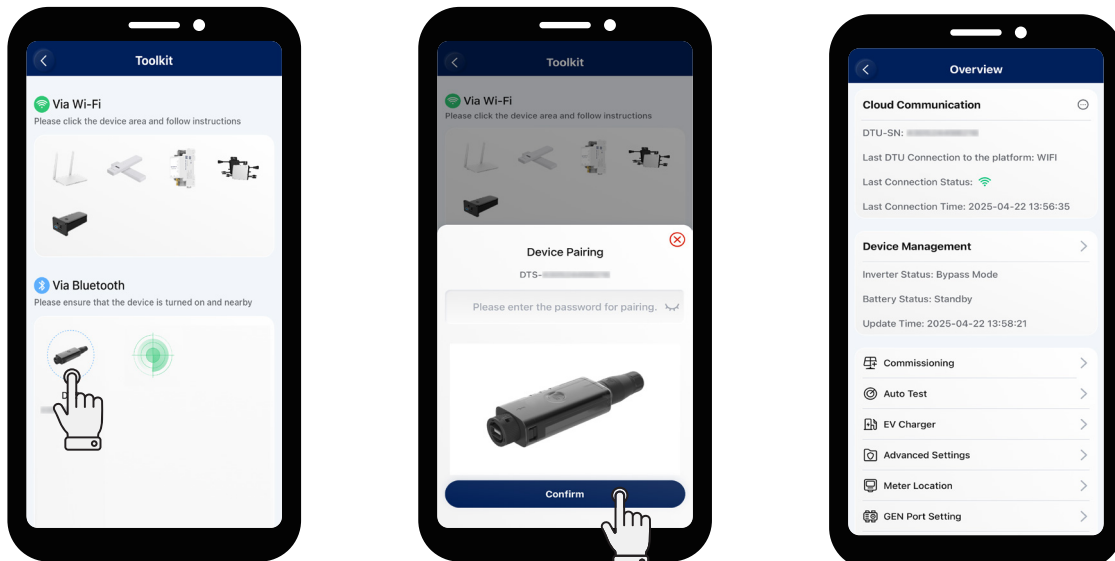 Toolkit
Via Wi-Fi
Please click the device area and follow instructions
Via Bluetooth
Please ensure that the device is turned on and nearby
D
Toolkit
Via Wi-Fi
Please click the device area and follow instructions
Device Pairing
DTS-
Please enter the password for pairing.
Confirm
Overview
Cloud Communication
DTU-SN:
Last DTU Connection to the platform: WIFI
Last Connection Status:
Last Connection Time: 2025-04-22 13:56:35
Device Management
Inverter Status: Bypass Mode
Battery Status: Standby
Update Time: 2025-04-22 13:58:21
Commissioning
Auto Test
EV Charger
Advanced Settings
Meter Location
GEN Port Setting